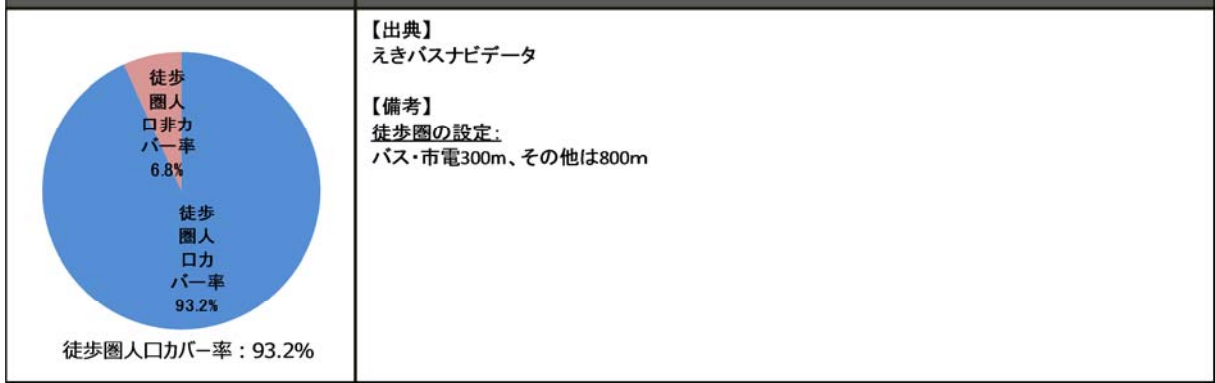 徒歩
圏人
口非カ
バー率
6.8%
徒歩
圏人
口カ
バー率
93.2%
徒歩圏人口カバー率：93.2%
【出典】
えきバスナビデータ
【備考】
徒歩圏の設定：
バス・市電300m、その他は800m